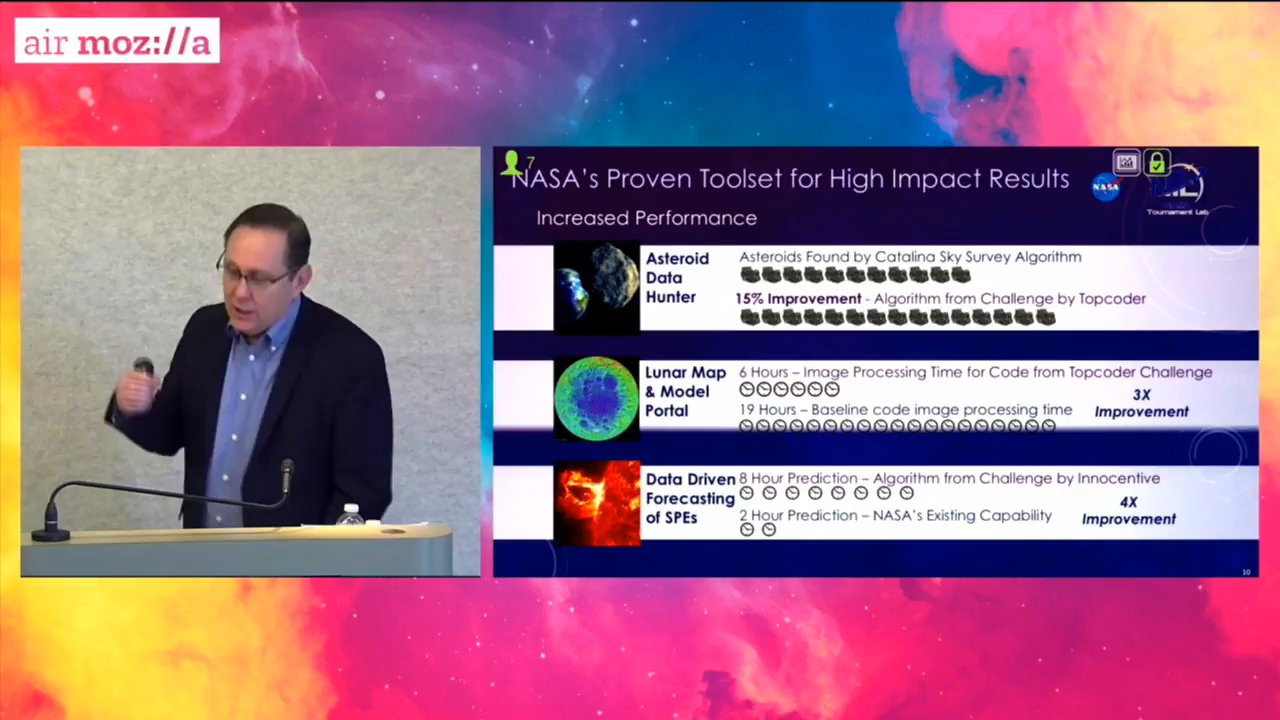 air moz://a
7
NASA's Proven Toolset for High Impact Results
NASA
Tournament Lab
Increased Performance
Asteroid
Data
Hunter
Asteroids Found by Catalina Sky Survey Algorithm
15% Improvement - Algorithm from Challenge by Topcoder
Lunar Map
& Model
Portal
6 Hours – Image Processing Time for Code from Topcoder Challenge
19 Hours – Baseline code image processing time
3X
Improvement
Data Driven
Forecasting
of SPEs
8 Hour Prediction – Algorithm from Challenge by Innocentive
2 Hour Prediction – NASA's Existing Capability
4X
Improvement
10